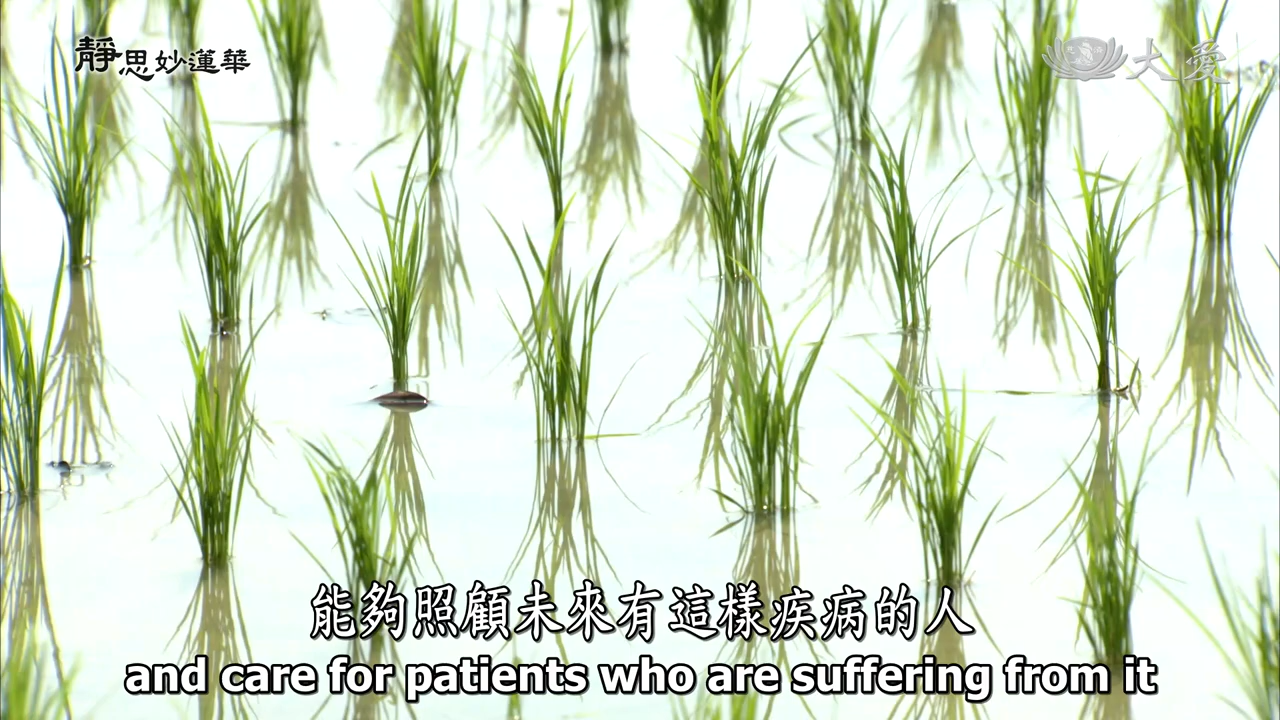 靜思妙蓮華
大愛
能夠照顧未來有這樣疾病的人
and care for patients who are suffering from it